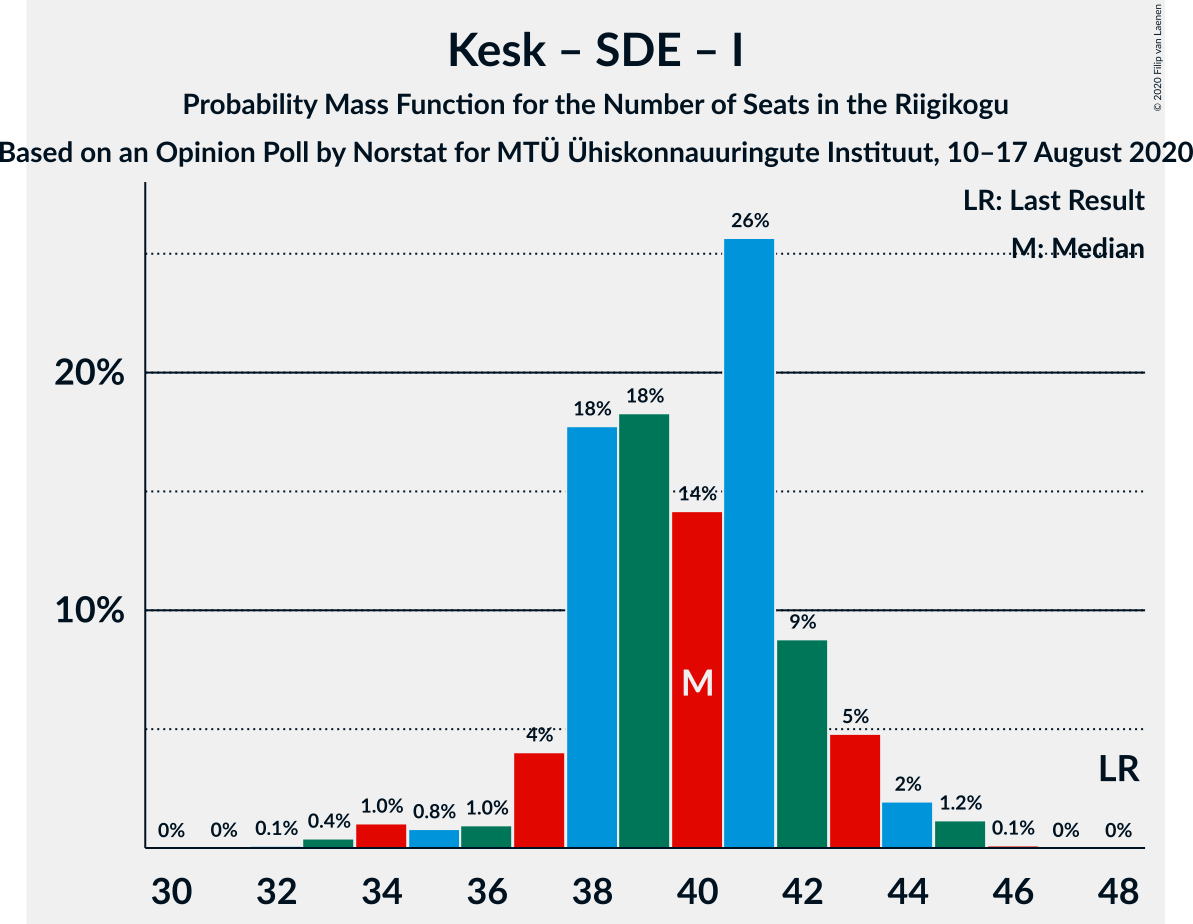 Kesk – SDE – I
Probability Mass Function for the Number of Seats in the Riigikogu
Based on an Opinion Poll by Norstat for MTÜ Ühiskonnauuringute Instituut, 10–17 August 2020
© 2020 Filip van Laenen
LR: Last Result
M: Median
20%
10%
0%
0%
0.1%
0.4%
1.0%
0.8%
1.0%
4%
18%
18%
14%
26%
9%
5%
2%
1.2%
0.1%
0%
0%
M
LR
30 32 34 36 38 40 42 44 46 48